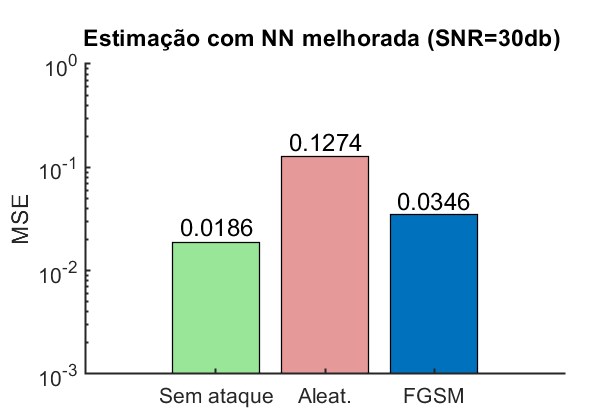 Estimação com NN melhorada (SNR=30db)
10^0
10^-1
10^-2
10^-3
MSE
0.0186
0.1274
0.0346
Sem ataque
Aleat.
FGSM